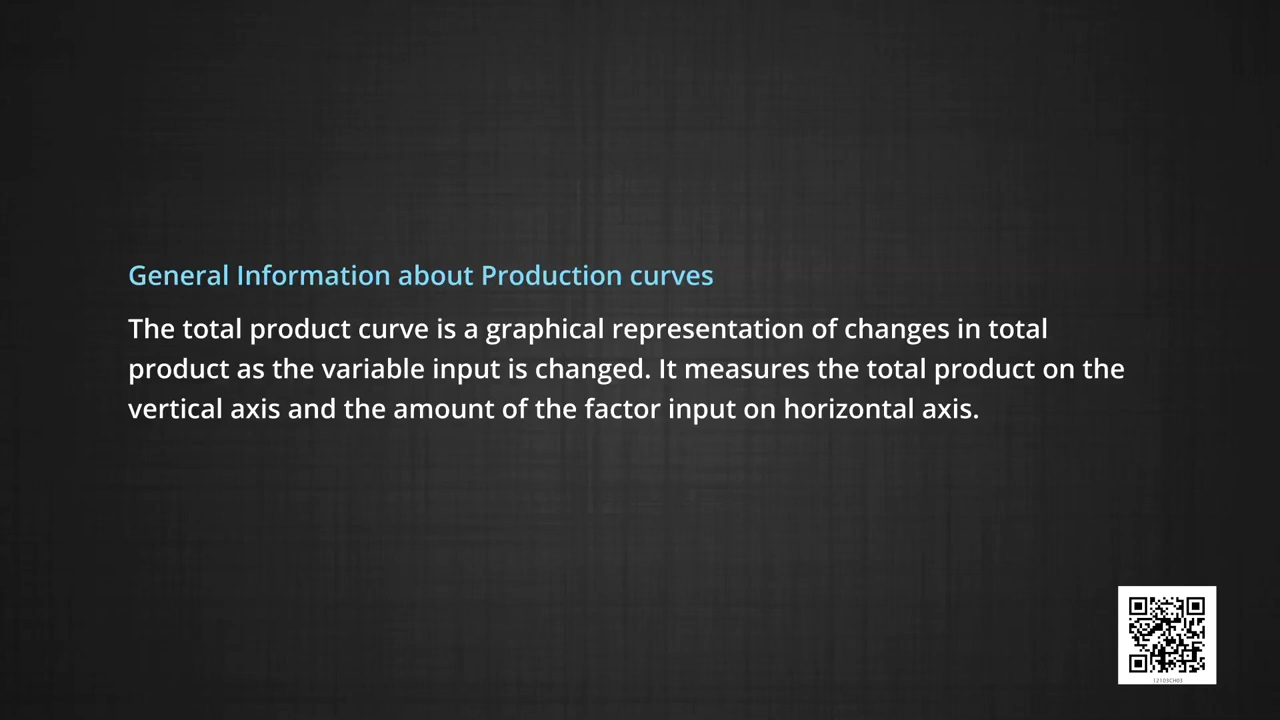 General Information about Production curves
The total product curve is a graphical representation of changes in total
product as the variable input is changed. It measures the total product on the
vertical axis and the amount of the factor input on horizontal axis.
12103CH03